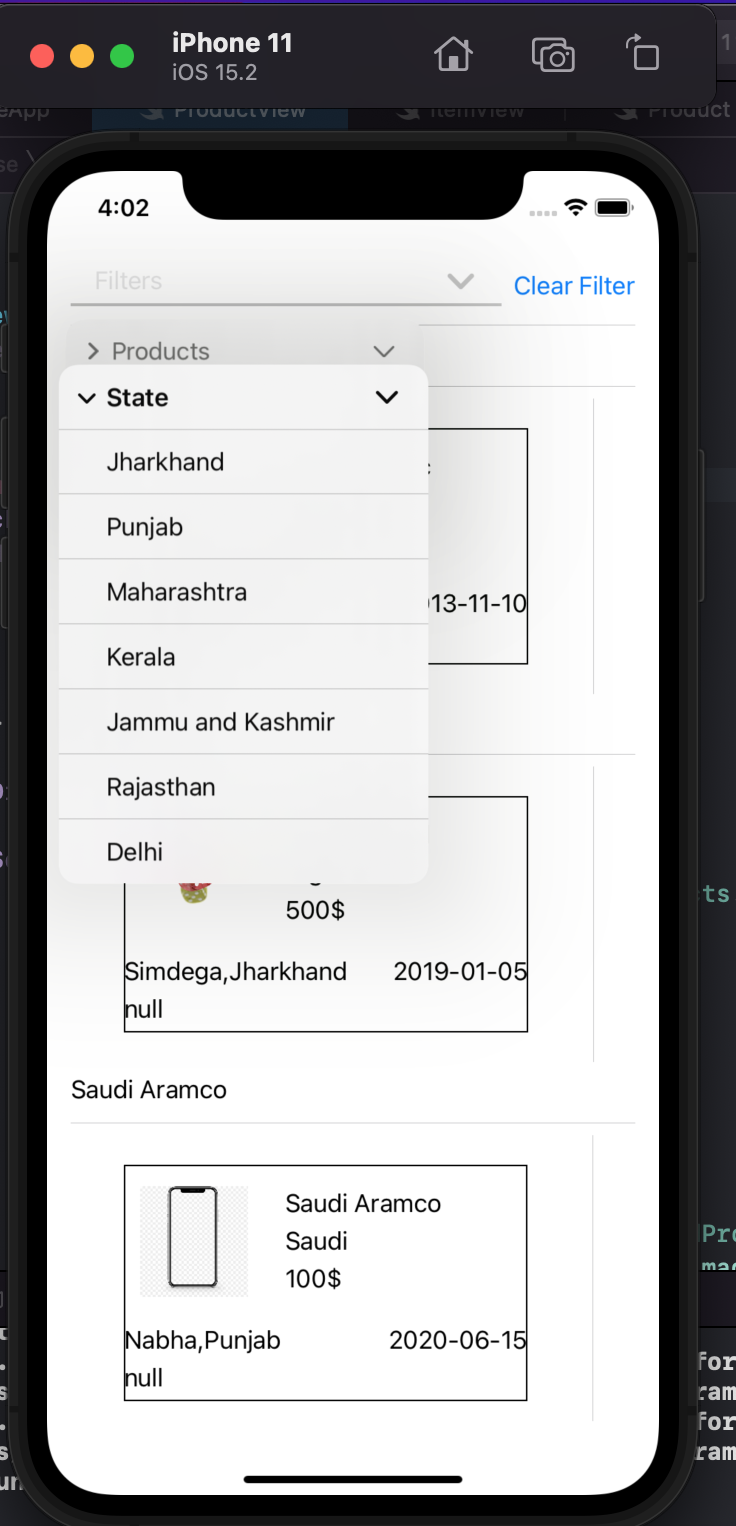 iPhone 11
iOS 15.2
ProductView
ItemView
Product
4:02
Filters
Clear Filter
Products
State
Jharkhand
Punjab
Maharashtra
Kerala
Jammu and Kashmir
Rajasthan
Delhi
13-11-10
500$
Simdega,Jharkhand 2019-01-05
null
Saudi Aramco
Saudi Aramco
Saudi
100$
Nabha,Punjab 2020-06-15
null